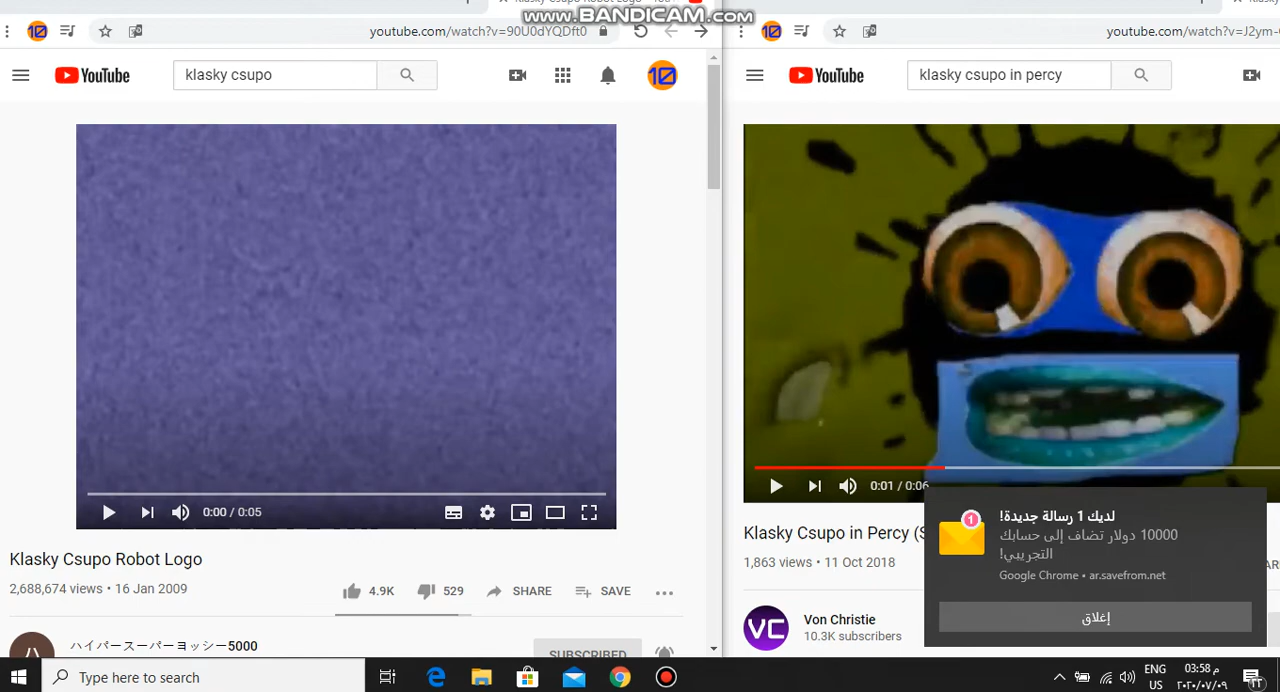 www.BANDICAM.com
youtube.com/watch?v=90U0dYQDft0
YouTube
klasky csupo
10
0:00 / 0:05
Klasky Csupo Robot Logo
2,688,674 views • 16 Jan 2009
4.9K 529 SHARE SAVE
ハイパースーパーヨッシー5000
SUBSCRIBED
10
youtube.com/watch?v=J2ym-
YouTube
klasky csupo in percy
0:01 / 0:06
Klasky Csupo in Percy (S
1,863 views • 11 Oct 2018
VC
Von Christie
10.3K subscribers
لديك 1 رسالة جديدة!
10000 دولار تضاف إلى حسابك
التجريبي!
Google Chrome • ar.savefrom.net
إغلاق
Type here to search
ENG
US
03:58 م
٢٠٢٠/٠٧/٠٩
٢٢